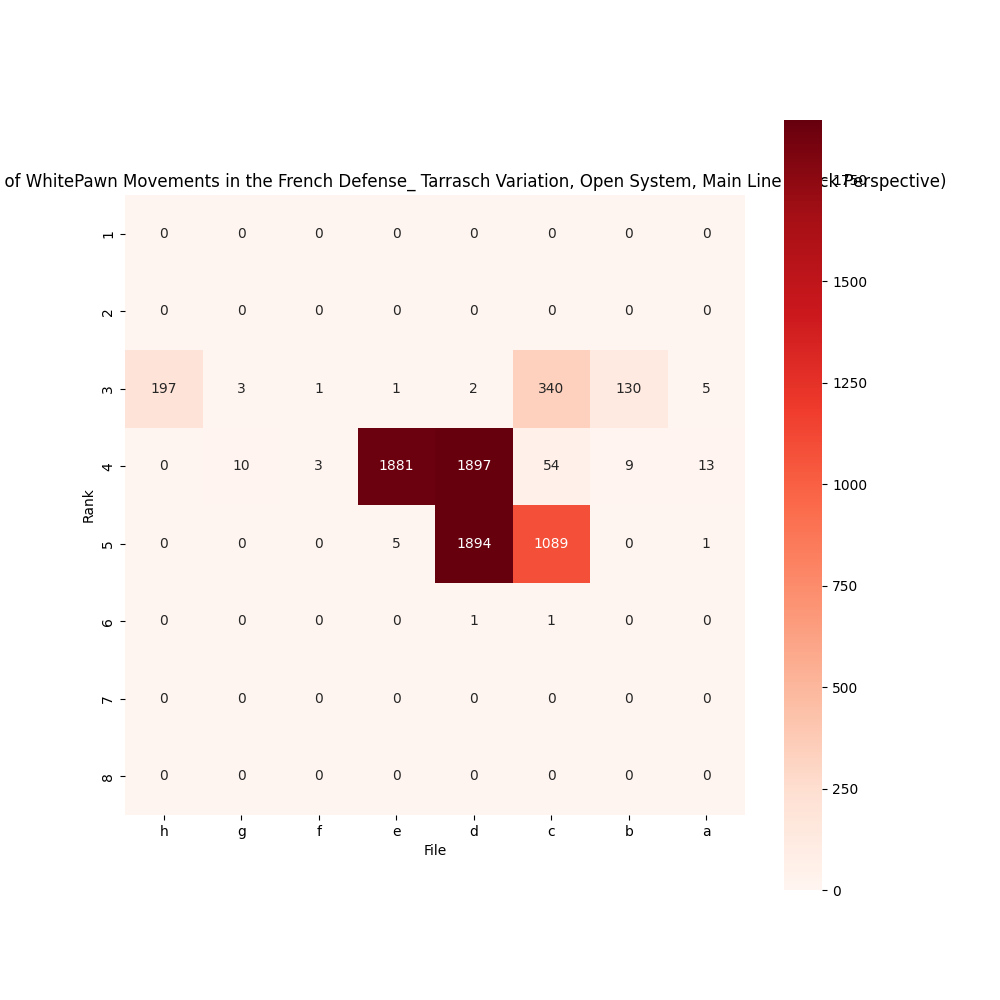 of WhitePawn Movements in the French Defense_ Tarrasch Variation, Open System, Main Line Perspective)
1 0 0 0 0 0 0 0 0
2 0 0 0 0 0 0 0 0
3 197 3 1 1 2 340 130 5
4 0 10 3 1881 1897 54 9 13
5 0 0 0 5 1894 1089 0 1
6 0 0 0 0 1 1 0 0
7 0 0 0 0 0 0 0 0
8 0 0 0 0 0 0 0 0
h g f e d c b a
File
Rank
1750
1500
1250
1000
750
500
250
0